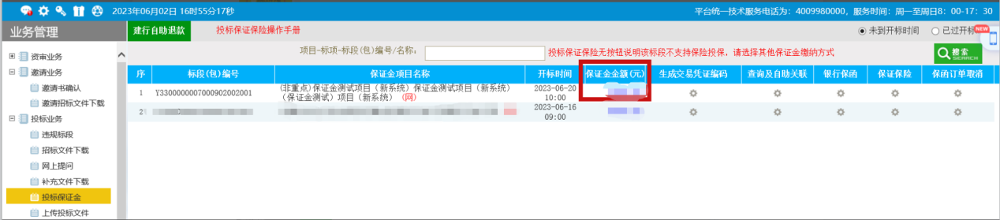 2023年06月02日 16时55分17秒
平台统一技术服务电话为：4009980000，服务时间：周一至周日8：00-17：30
业务管理
建行自助退款
投标保证保险操作手册
未到开标时间
已过开标
NEW
项目-标项-标段(包)编号/名称：
投标保证保险无按钮说明该标段不支持保险投保，请选择其他保证金缴纳方式
搜索
SEARCH
资审业务
邀请业务
邀请书确认
邀请招标文件下载
投标业务
违规标段
招标文件下载
网上提问
补充文件下载
投标保证金
上传投标文件
序 标段(包)编号 保证金项目名称 开标时间 保证金金额(元) 生成交易凭证编码 查询及自助关联 银行保函 保证保险 保函订单取消
1 Y3300000007000902002001 (非重点)保证金测试项目（新系统）保证金测试项目（新系统） 2023-06-20
（保证金测试）项目（新系统）（网） 10:00
2 2023-06-16
09:00